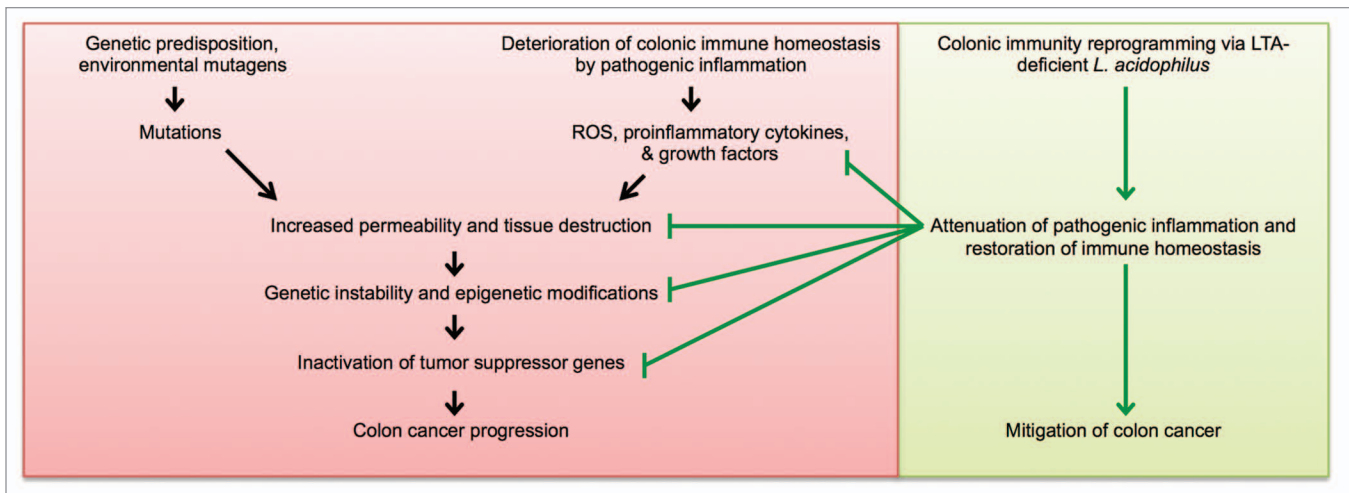 Genetic predisposition,
environmental mutagens
Deterioration of colonic immune homeostasis
by pathogenic inflammation
Colonic immunity reprogramming via LTA-
deficient L. acidophilus
Mutations
ROS, proinflammatory cytokines,
& growth factors
Increased permeability and tissue destruction
Attenuation of pathogenic inflammation and
restoration of immune homeostasis
Genetic instability and epigenetic modifications
Inactivation of tumor suppressor genes
Colon cancer progression
Mitigation of colon cancer